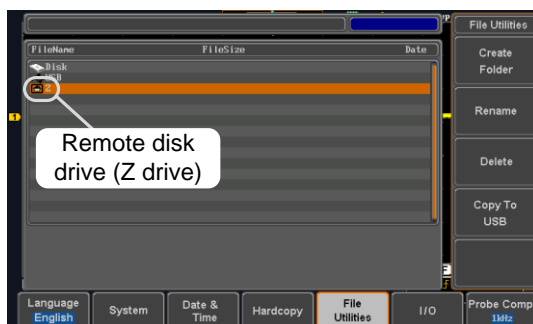 File Utilities
FileName FileSize Date
Disk
USB
Z
1
Remote disk
drive (Z drive)
Create
Folder
Rename
Delete
Copy To
USB
Language
English
System
Date &
Time
Hardcopy
File
Utilities
I/O
Probe Comp
1kHz